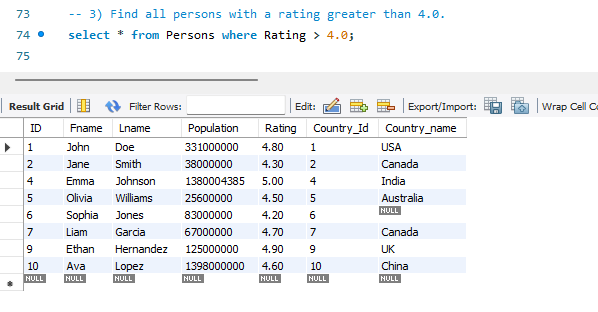 73 -- 3) Find all persons with a rating greater than 4.0.
74 select * from Persons where Rating > 4.0;
75
Result Grid Filter Rows: Edit: Export/Import: Wrap Cell Co
ID Fname Lname Population Rating Country_Id Country_name
1 John Doe 331000000 4.80 1 USA
2 Jane Smith 38000000 4.30 2 Canada
4 Emma Johnson 1380004385 5.00 4 India
5 Olivia Williams 25600000 4.50 5 Australia
6 Sophia Jones 83000000 4.20 6 NULL
7 Liam Garcia 67000000 4.70 7 Canada
9 Ethan Hernandez 125000000 4.90 9 UK
10 Ava Lopez 1398000000 4.60 10 China
NULL NULL NULL NULL NULL NULL NULL